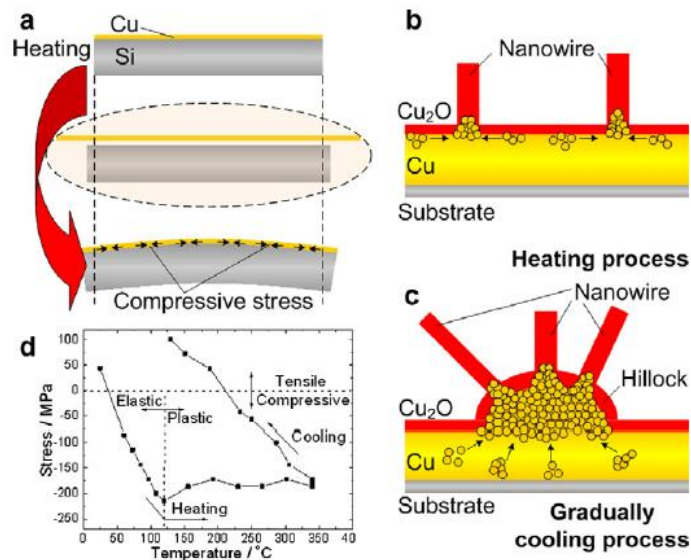 a
Cu
Heating
Si
Compressive stress
b
Nanowire
Cu₂O
Cu
Substrate
Heating process
c
Nanowire
Hillock
Cu₂O
Cu
Substrate
Gradually
cooling process
d
100
50
0
-50
-100
-150
-200
-250
Stress / MPa
Elastic
Plastic
Tensile
Compressive
Cooling
Heating
0 50 100 150 200 250 300 350 40
Temperature / °C